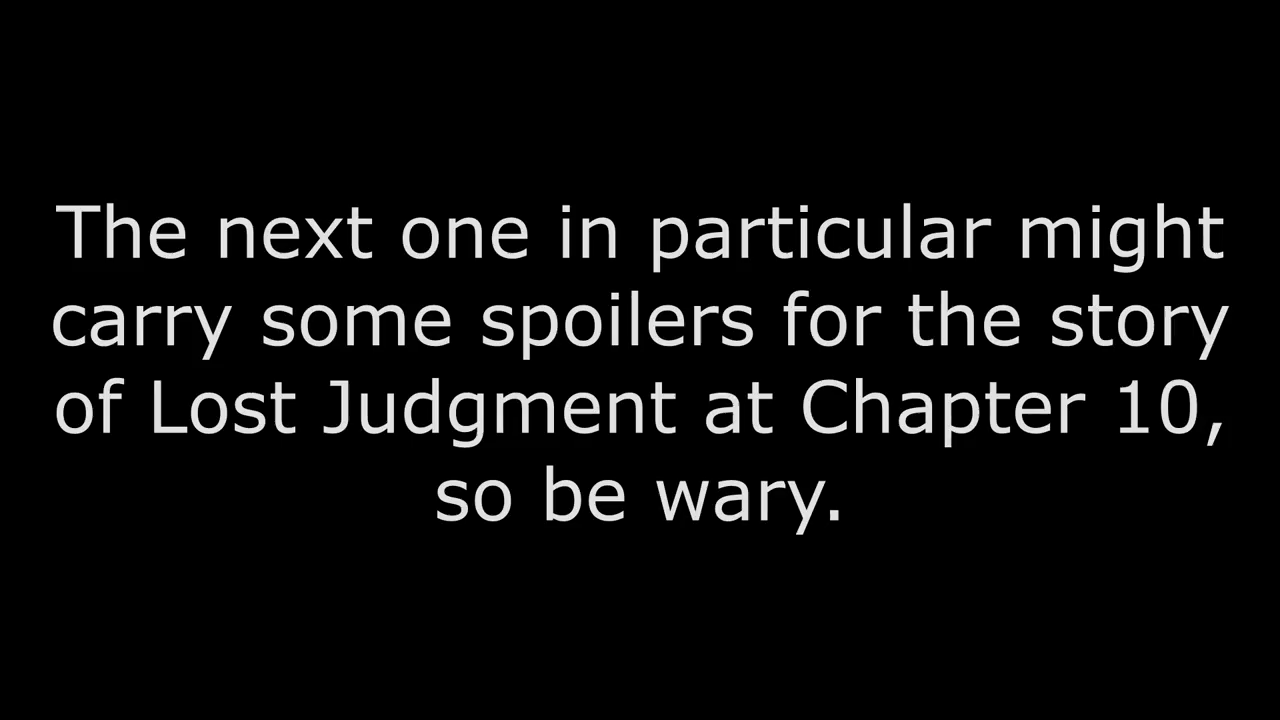 The next one in particular might
carry some spoilers for the story
of Lost Judgment at Chapter 10,
so be wary.